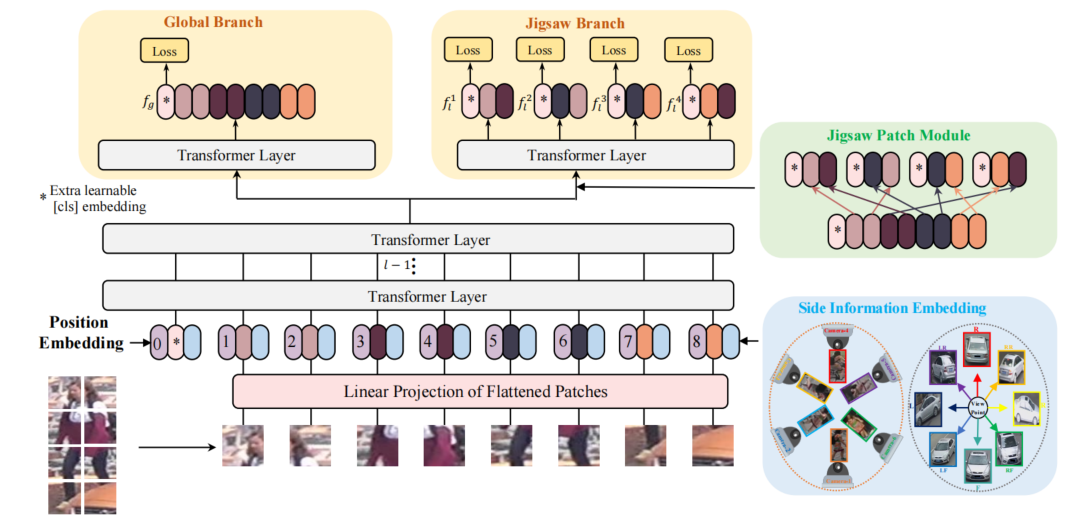 Global Branch
Jigsaw Branch
Loss
Loss
Loss
Loss
Loss
f_g
*
f_l^1
*
f_l^2
*
f_l^3
*
f_l^4
*
Transformer Layer
Transformer Layer
Jigsaw Patch Module
*
*
*
*
*
* Extra learnable
[cls] embedding
Transformer Layer
l − 1
Transformer Layer
Position
Embedding
0 * 1 2 3 4 5 6 7 8
Linear Projection of Flattened Patches
Side Information Embedding
R
View
Point
LF
F
RF